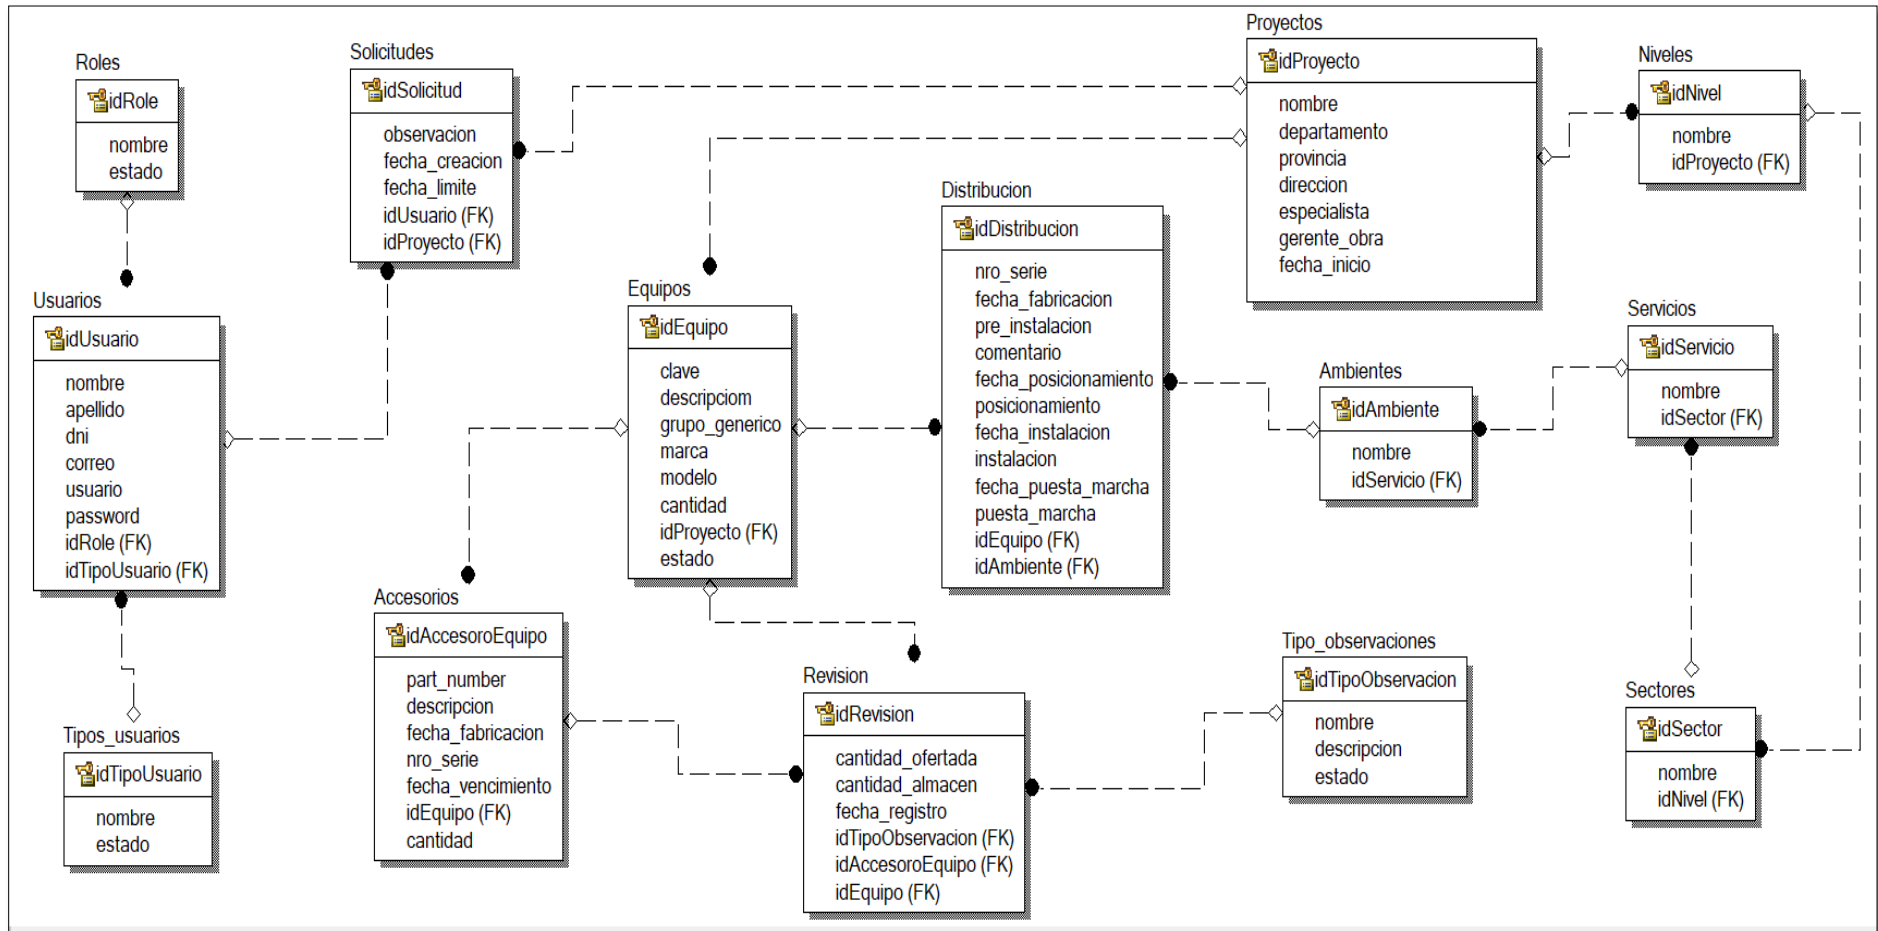 Roles
idRole
nombre
estado
Solicitudes
idSolicitud
observacion
fecha_creacion
fecha_limite
idUsuario (FK)
idProyecto (FK)
Proyectos
idProyecto
nombre
departamento
provincia
direccion
especialista
gerente_obra
fecha_inicio
Niveles
idNivel
nombre
idProyecto (FK)
Usuarios
idUsuario
nombre
apellido
dni
correo
usuario
password
idRole (FK)
idTipoUsuario (FK)
Equipos
idEquipo
clave
descripciom
grupo_generico
marca
modelo
cantidad
idProyecto (FK)
estado
Distribucion
idDistribucion
nro_serie
fecha_fabricacion
pre_instalacion
comentario
fecha_posicionamiento
posicionamiento
fecha_instalacion
instalacion
fecha_puesta_marcha
puesta_marcha
idEquipo (FK)
idAmbiente (FK)
Ambientes
idAmbiente
nombre
idServicio (FK)
Servicios
idServicio
nombre
idSector (FK)
Tipos_usuarios
idTipoUsuario
nombre
estado
Accesorios
idAccesoroEquipo
part_number
descripcion
fecha_fabricacion
nro_serie
fecha_vencimiento
idEquipo (FK)
cantidad
Revision
idRevision
cantidad_ofertada
cantidad_almacen
fecha_registro
idTipoObservacion (FK)
idAccesoroEquipo (FK)
idEquipo (FK)
Tipo_observaciones
idTipoObservacion
nombre
descripcion
estado
Sectores
idSector
nombre
idNivel (FK)